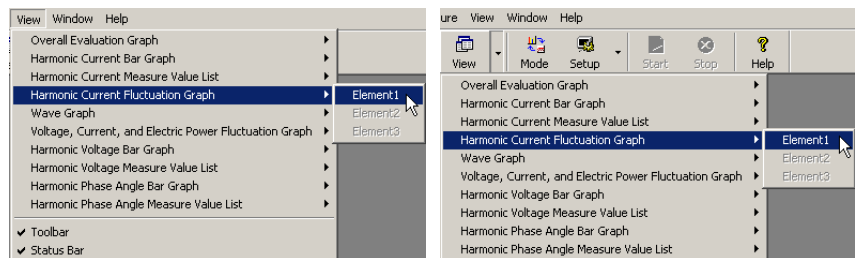 View Window Help
Overall Evaluation Graph
Harmonic Current Bar Graph
Harmonic Current Measure Value List
Harmonic Current Fluctuation Graph Element1
Wave Graph Element2
Voltage, Current, and Electric Power Fluctuation Graph Element3
Harmonic Voltage Bar Graph
Harmonic Voltage Measure Value List
Harmonic Phase Angle Bar Graph
Harmonic Phase Angle Measure Value List
Toolbar
Status Bar
ure View Window Help
View Mode Setup Start Stop Help
Overall Evaluation Graph
Harmonic Current Bar Graph
Harmonic Current Measure Value List
Harmonic Current Fluctuation Graph Element1
Wave Graph Element2
Voltage, Current, and Electric Power Fluctuation Graph Element3
Harmonic Voltage Bar Graph
Harmonic Voltage Measure Value List
Harmonic Phase Angle Bar Graph
Harmonic Phase Angle Measure Value List